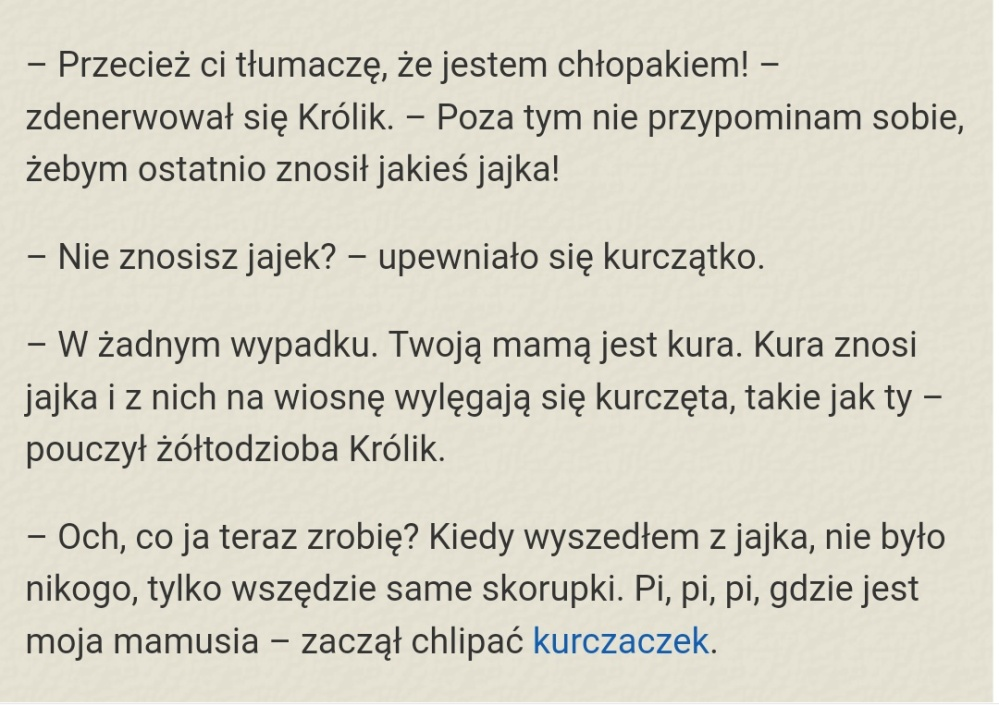 – Przecież ci tłumaczę, że jestem chłopakiem! –
zdenerwował się Królik. – Poza tym nie przypominam sobie,
żebym ostatnio znosił jakieś jajka!
– Nie znosisz jajek? – upewniało się kurczątko.
– W żadnym wypadku. Twoją mamą jest kura. Kura znosi
jajka i z nich na wiosnę wylęgają się kurczęta, takie jak ty –
pouczył żółtodzioba Królik.
– Och, co ja teraz zrobię? Kiedy wyszedłem z jajka, nie było
nikogo, tylko wszędzie same skorupki. Pi, pi, pi, gdzie jest
moja mamusia – zaczął chlipać kurczaczek.